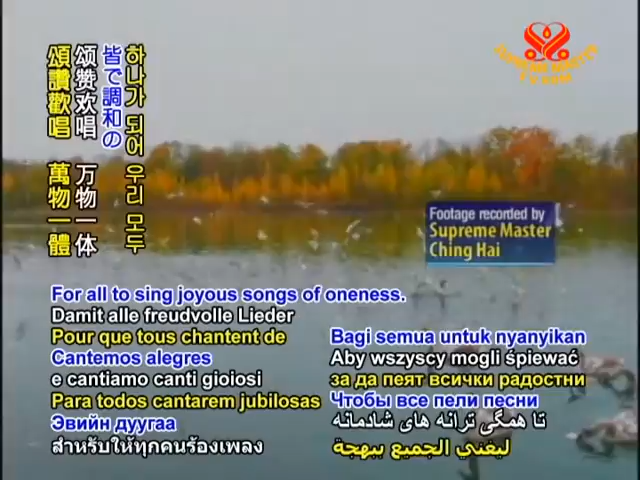 SUPREME MASTER
TV.COM
하나가 되어 우리 모두
皆で調和の
颂赞欢唱 万物一体
頌讚歡唱 萬物一體
Footage recorded by
Supreme Master
Ching Hai
For all to sing joyous songs of oneness.
Damit alle freudvolle Lieder
Pour que tous chantent de
Cantemos alegres
e cantiamo canti gioiosi
Para todos cantarem jubilosas
Эвийн дуугаа
สำหรับให้ทุกคนร้องเพลง
Bagi semua untuk nyanyikan
Aby wszyscy mogli śpiewać
за да пеят всички радостни
Чтобы все пели песни
تا همگی ترانه های شادمانه
ليغني الجميع ببهجة